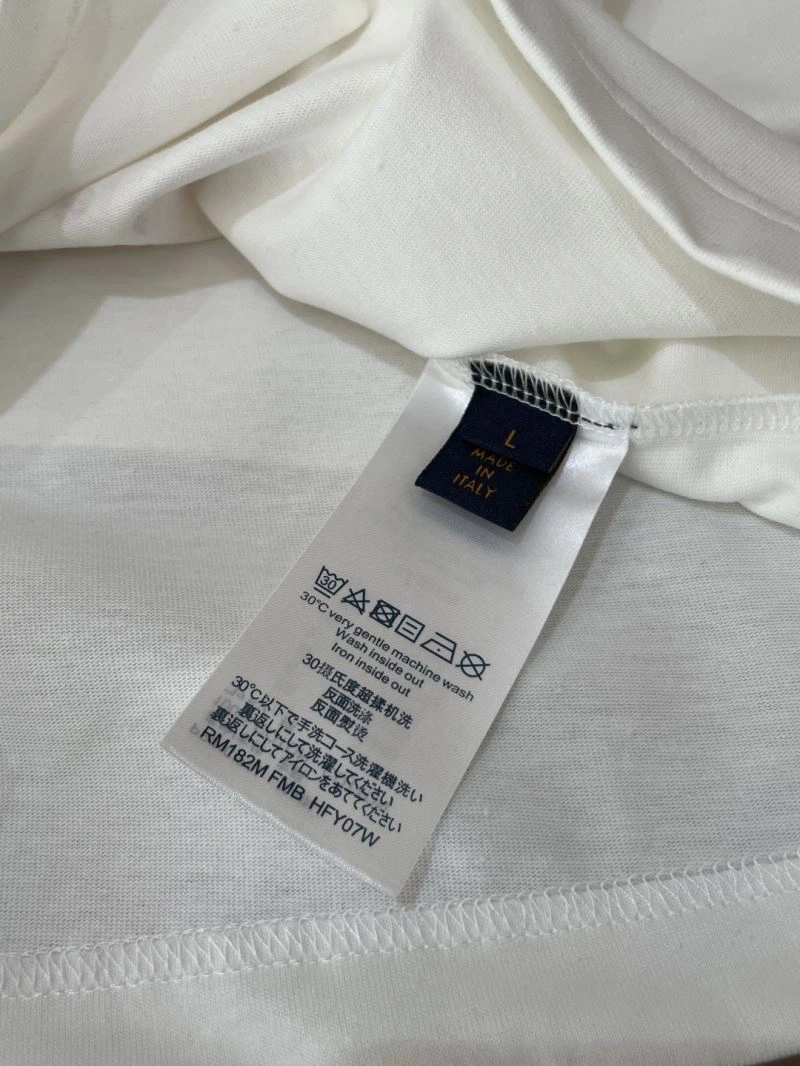 L
MADE
IN
ITALY
30
30°C very gentle machine wash
Wash inside out
Iron inside out
30摄氏度超揉机洗
反面洗涤
反面熨烫
30℃以下で手洗コース洗濯機洗い
裏返しにして洗濯してください
裏返しにしてアイロンをあててください
RM182M FMB HFY07W